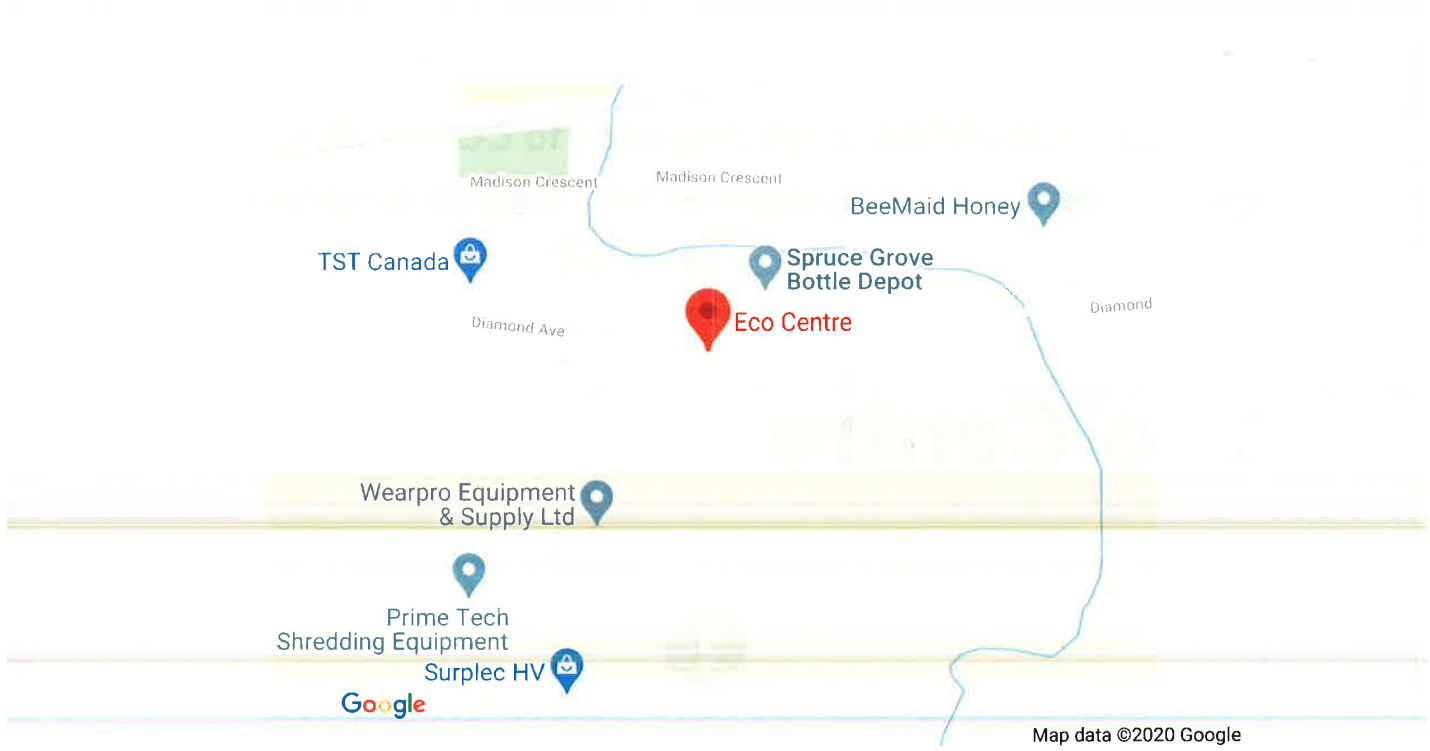 Madison Crescent
Madison Crescent
BeeMaid Honey
TST Canada
Spruce Grove
Bottle Depot
Diamond
Diamond Ave
Eco Centre
Wearpro Equipment
& Supply Ltd
Prime Tech
Shredding Equipment
Surplec HV
Google
Map data ©2020 Google